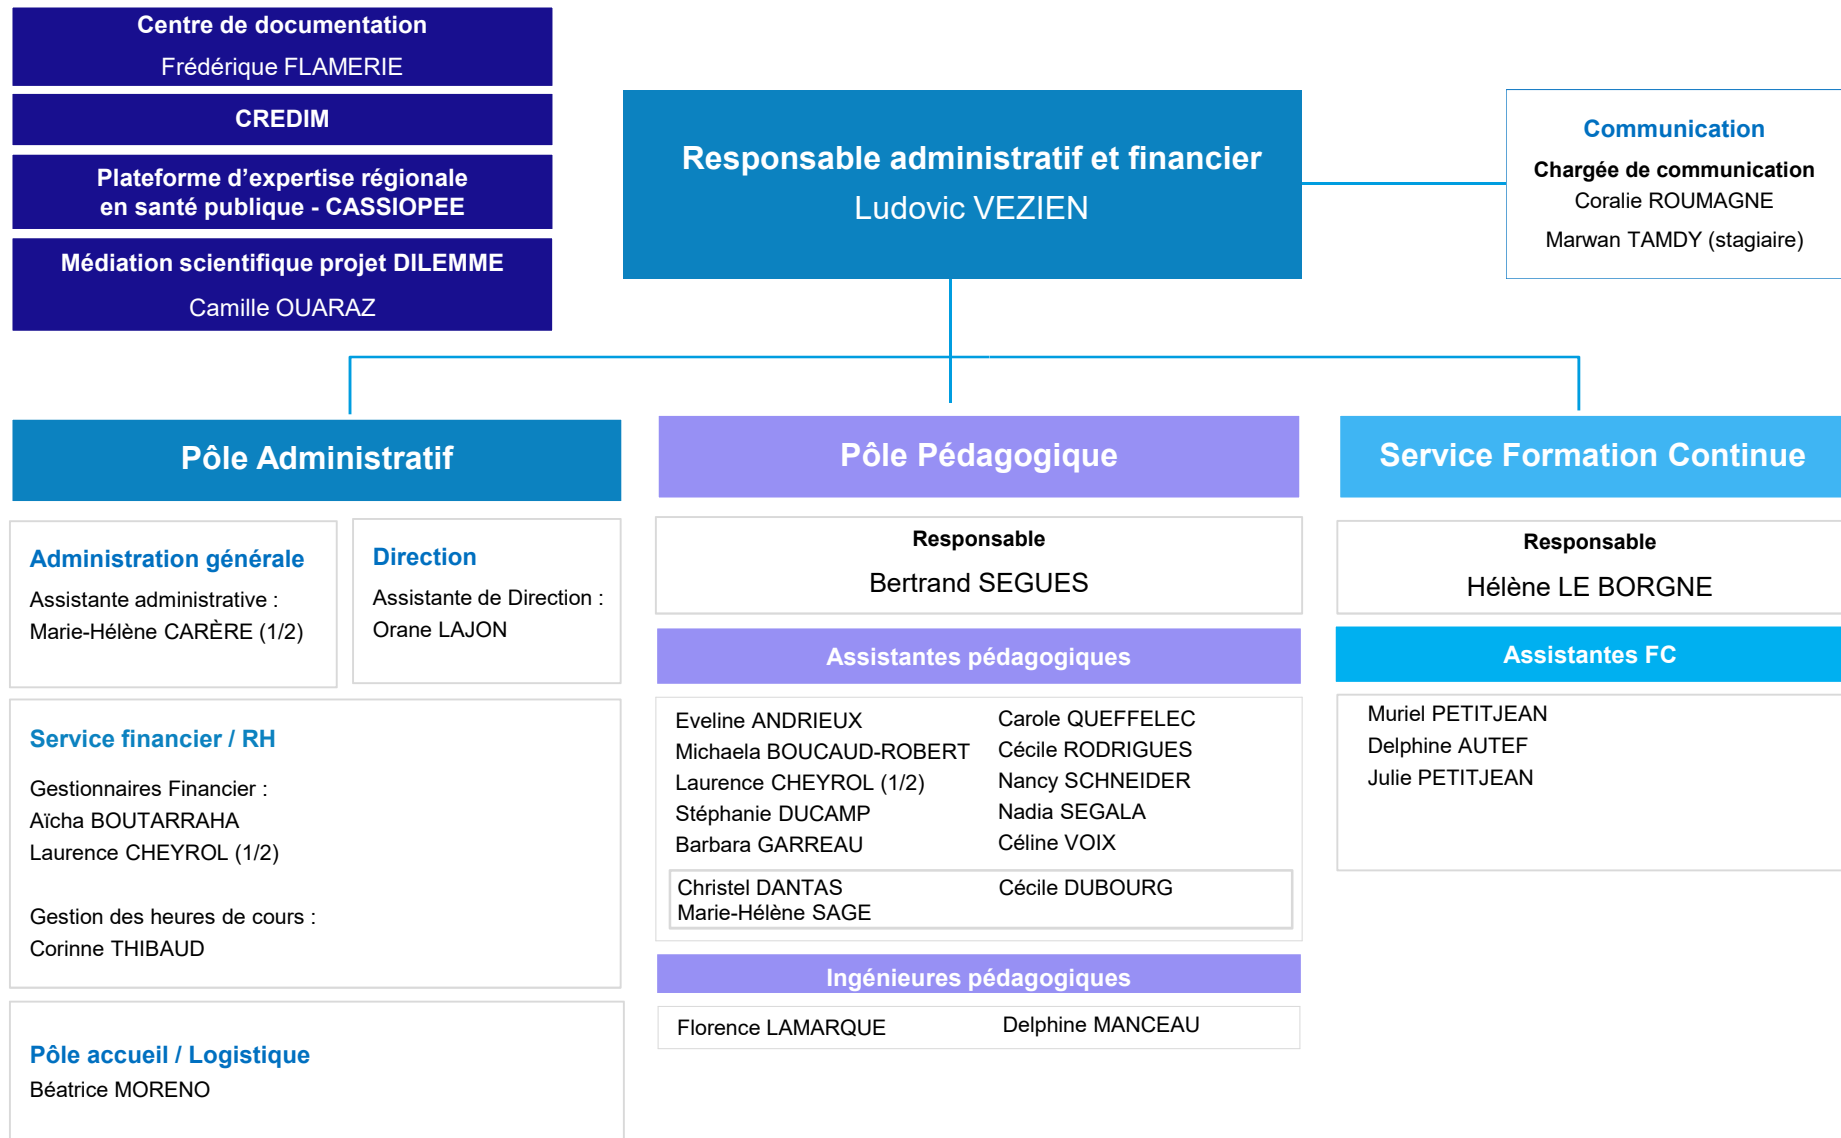 Centre de documentation
Frédérique FLAMERIE
CREDIM
Plateforme d’expertise régionale
en santé publique - CASSIOPEE
Médiation scientifique projet DILEMME
Camille OUARAZ
Responsable administratif et financier
Ludovic VEZIEN
Communication
Chargée de communication
Coralie ROUMAGNE
Marwan TAMDY (stagiaire)
Pôle Administratif
Administration générale
Assistante administrative :
Marie-Hélène CARÈRE (1/2)
Direction
Assistante de Direction :
Orane LAJON
Service financier / RH
Gestionnaires Financier :
Aïcha BOUTARRAHA
Laurence CHEYROL (1/2)
Gestion des heures de cours :
Corinne THIBAUD
Pôle accueil / Logistique
Béatrice MORENO
Pôle Pédagogique
Responsable
Bertrand SEGUES
Assistantes pédagogiques
Eveline ANDRIEUX
Michaela BOUCAUD-ROBERT
Laurence CHEYROL (1/2)
Stéphanie DUCAMP
Barbara GARREAU
Carole QUEFFELEC
Cécile RODRIGUES
Nancy SCHNEIDER
Nadia SEGALA
Céline VOIX
Christel DANTAS
Marie-Hélène SAGE
Cécile DUBOURG
Ingénieures pédagogiques
Florence LAMARQUE
Delphine MANCEAU
Service Formation Continue
Responsable
Hélène LE BORGNE
Assistantes FC
Muriel PETITJEAN
Delphine AUTEF
Julie PETITJEAN